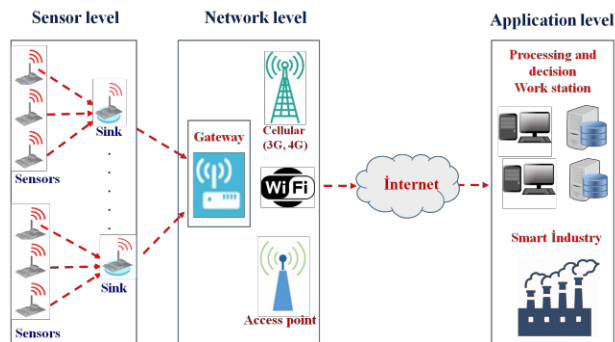 Sensor level
Sink
Sensors
Sink
Sensors
Network level
Gateway
Cellular
(3G, 4G)
WiFi
Access point
İnternet
Application level
Processing and
decision
Work station
Smart İndustry